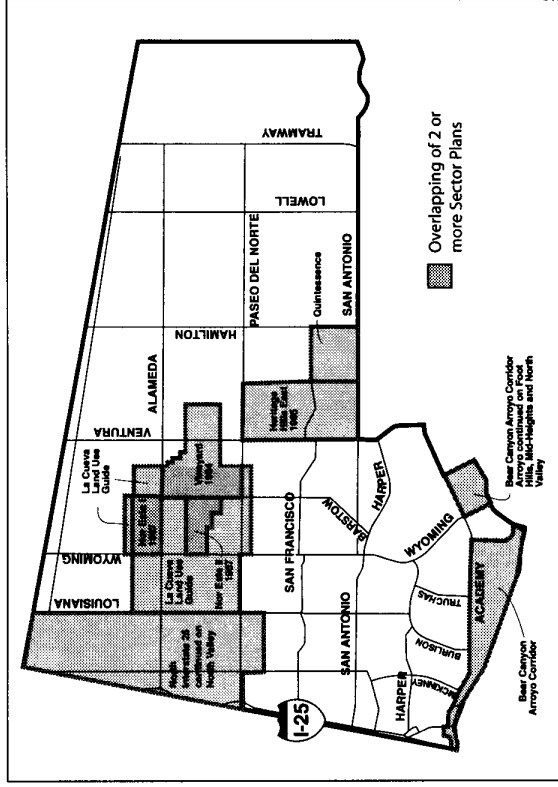 TRAMWAY
LOWELL
PASEO DEL NORTE
SAN ANTONIO
HAMILTON
Quintessence
ALAMEDA
Heritage
Hills East
VENTURA
La Cueva
Land Use
Guide
Vineyard
Nor Este
WYOMING
La Cueva
Land Use
Guide
Nor Este II
1987
LOUISIANA
North
Interstate 25
continued on
North Valley
SAN FRANCISCO
SAN ANTONIO
BARSTOW
HARPER
WYOMING
TRUCHAS
ACADEMY
BURLISON
MCKINNEY
HARPER
I-25
Bear Canyon Arroyo Corridor
Arroyo continued on Foot
Hills, Mid-Heights and North
Valley
Bear Canyon
Arroyo Corridor
Overlapping of 2 or
more Sector Plans